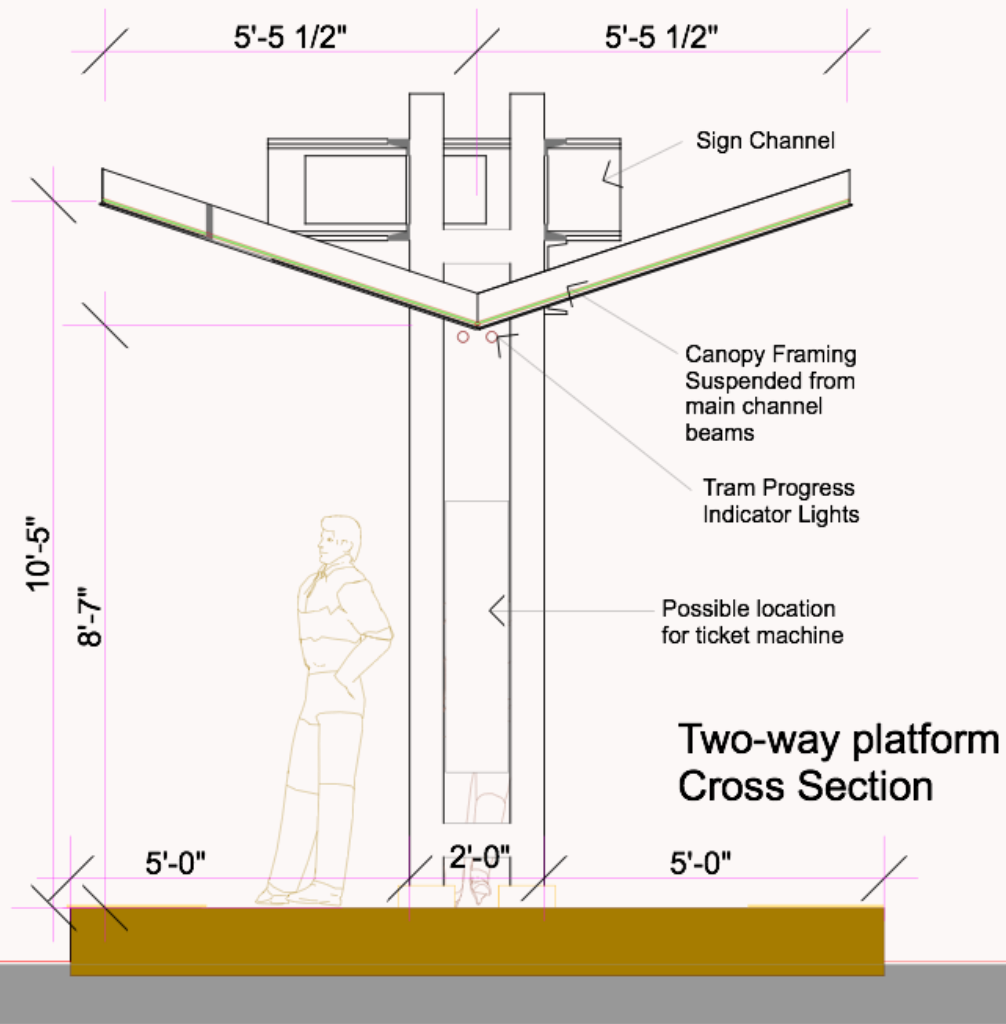 5'-5 1/2"
5'-5 1/2"
Sign Channel
Canopy Framing
Suspended from
main channel
beams
Tram Progress
Indicator Lights
10'-5"
8'-7"
Possible location
for ticket machine
Two-way platform
Cross Section
5'-0"
2'-0"
5'-0"